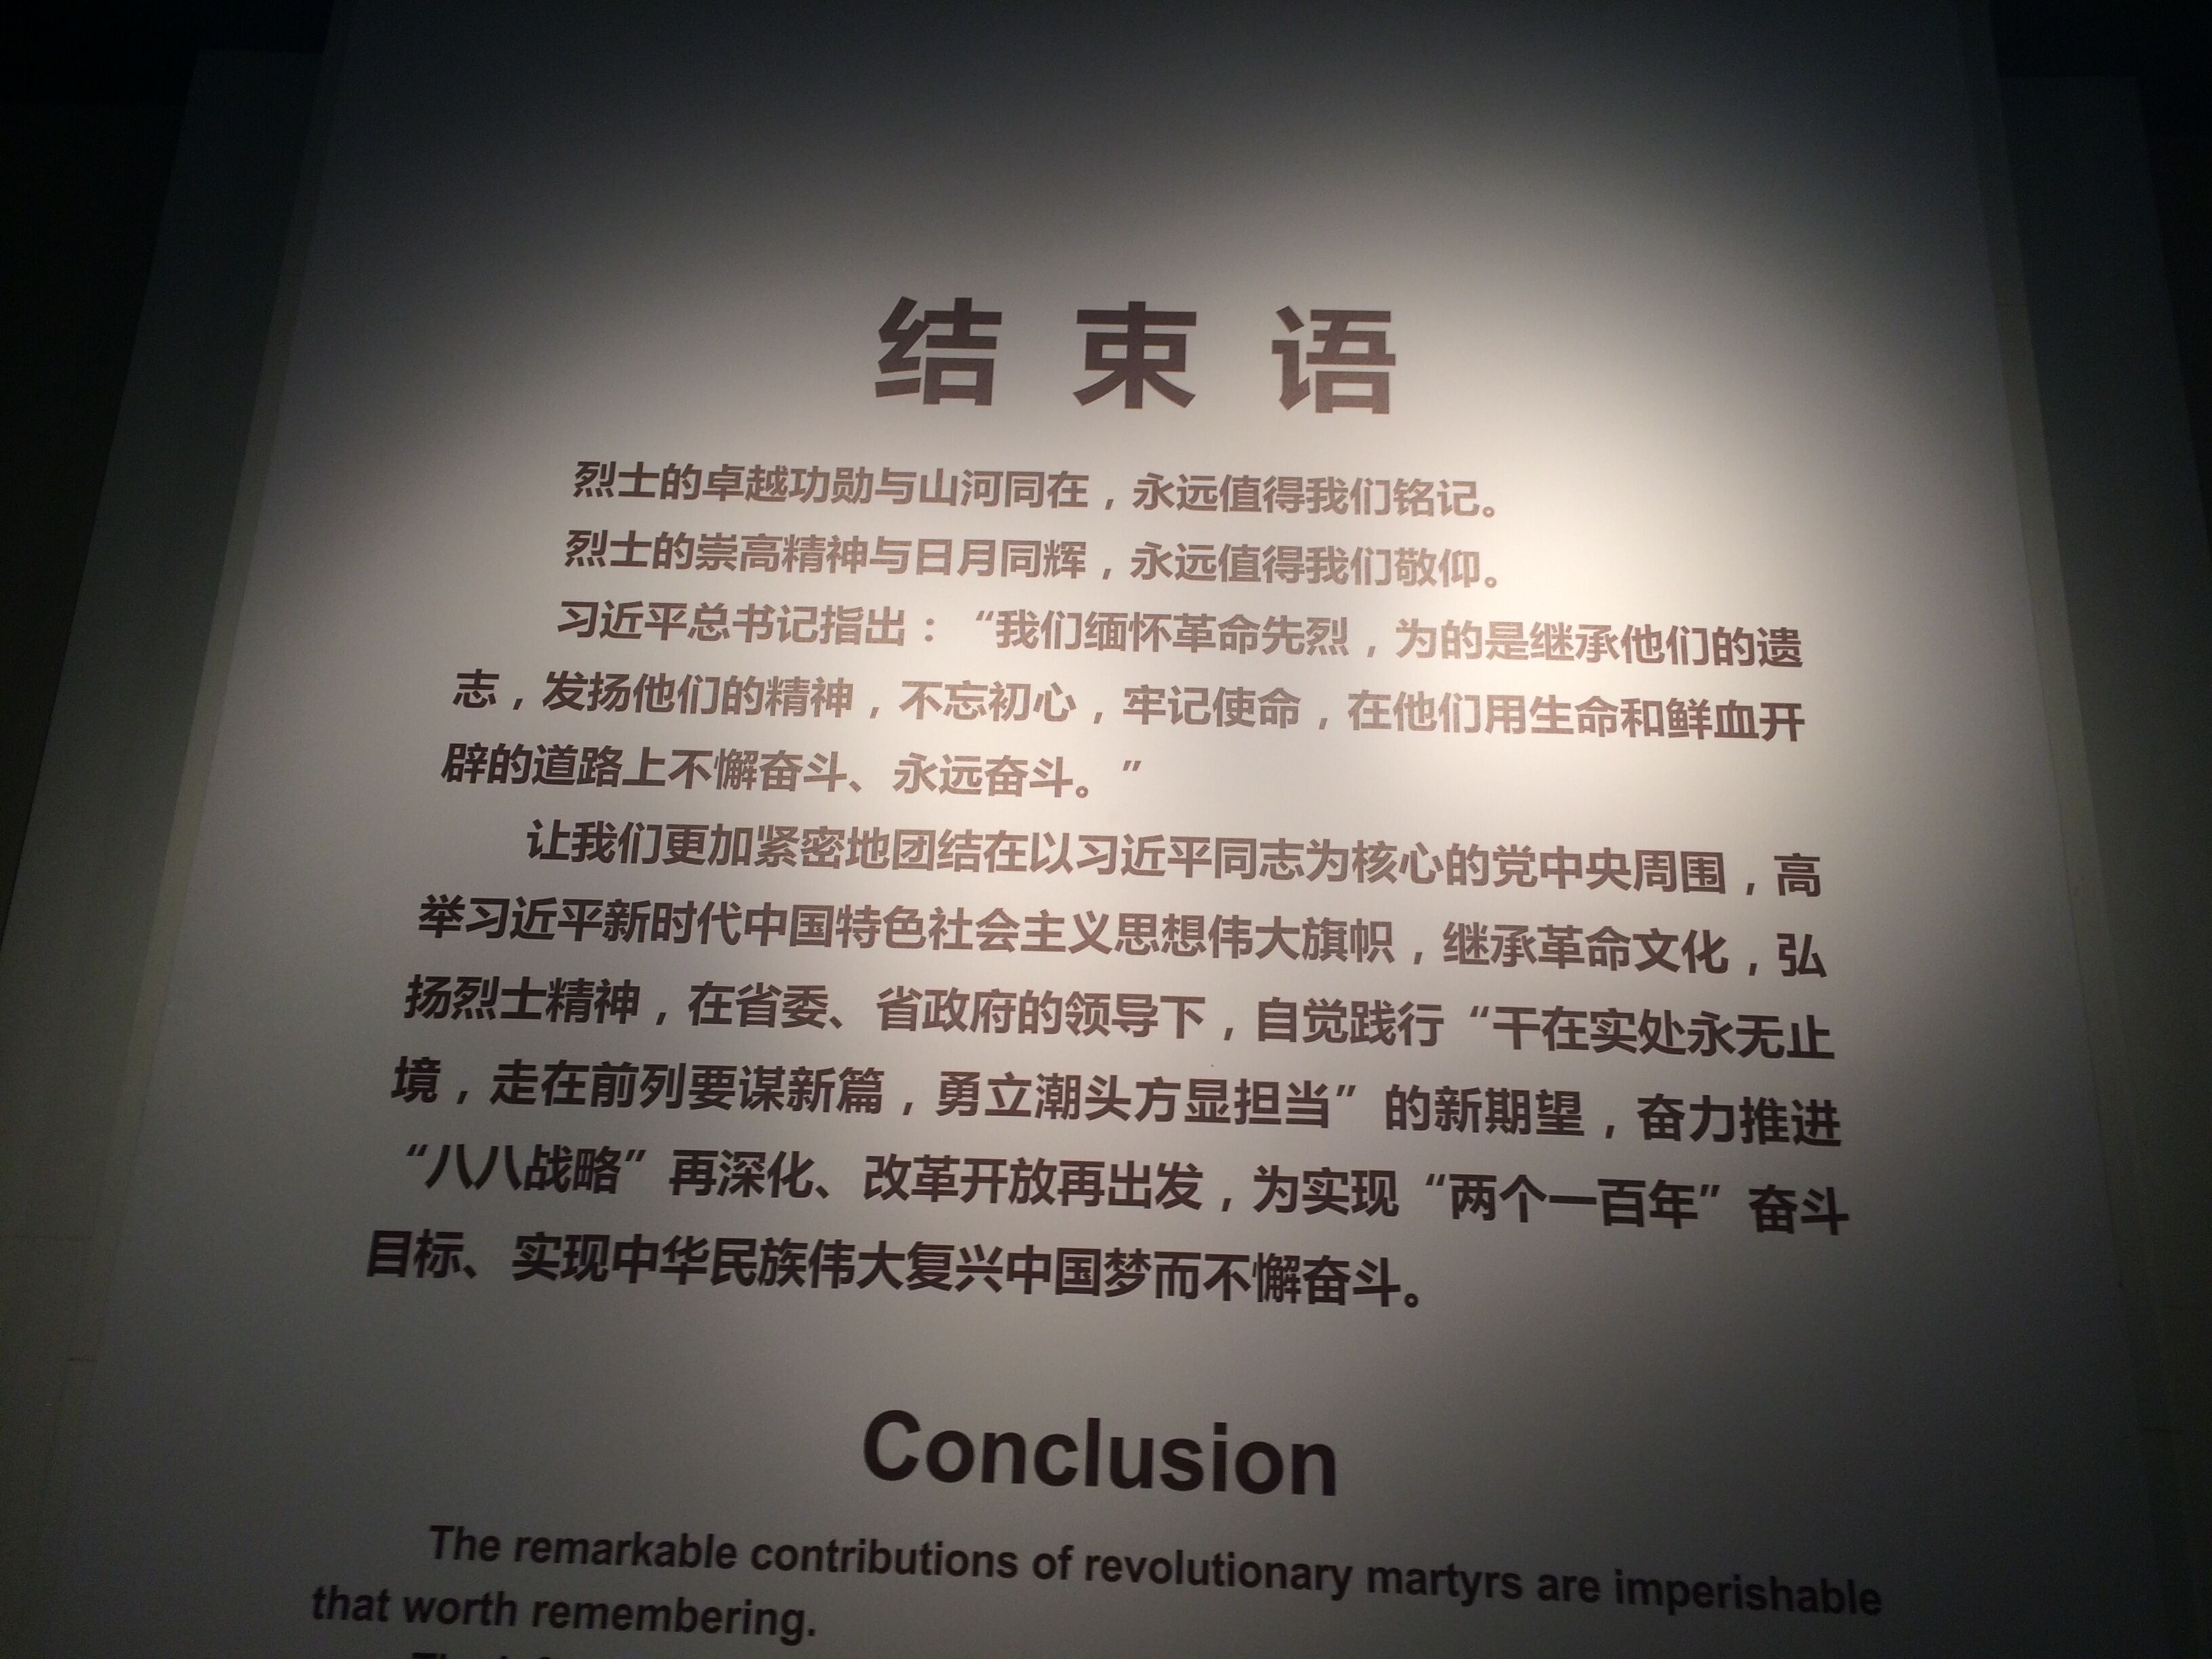 结束语
烈士的卓越功勋与山河同在，永远值得我们铭记。
烈士的崇高精神与日月同辉，永远值得我们敬仰。
习近平总书记指出：“我们缅怀革命先烈，为的是继承他们的遗
志，发扬他们的精神，不忘初心，牢记使命，在他们用生命和鲜血开
辟的道路上不懈奋斗、永远奋斗。”
让我们更加紧密地团结在以习近平同志为核心的党中央周围，高
举习近平新时代中国特色社会主义思想伟大旗帜，继承革命文化，弘
扬烈士精神，在省委、省政府的领导下，自觉践行“干在实处永无止
境，走在前列要谋新篇，勇立潮头方显担当”的新期望，奋力推进
“八八战略”再深化、改革开放再出发，为实现“两个一百年”奋斗
目标、实现中华民族伟大复兴中国梦而不懈奋斗。
Conclusion
The remarkable contributions of revolutionary martyrs are imperishable
that worth remembering.